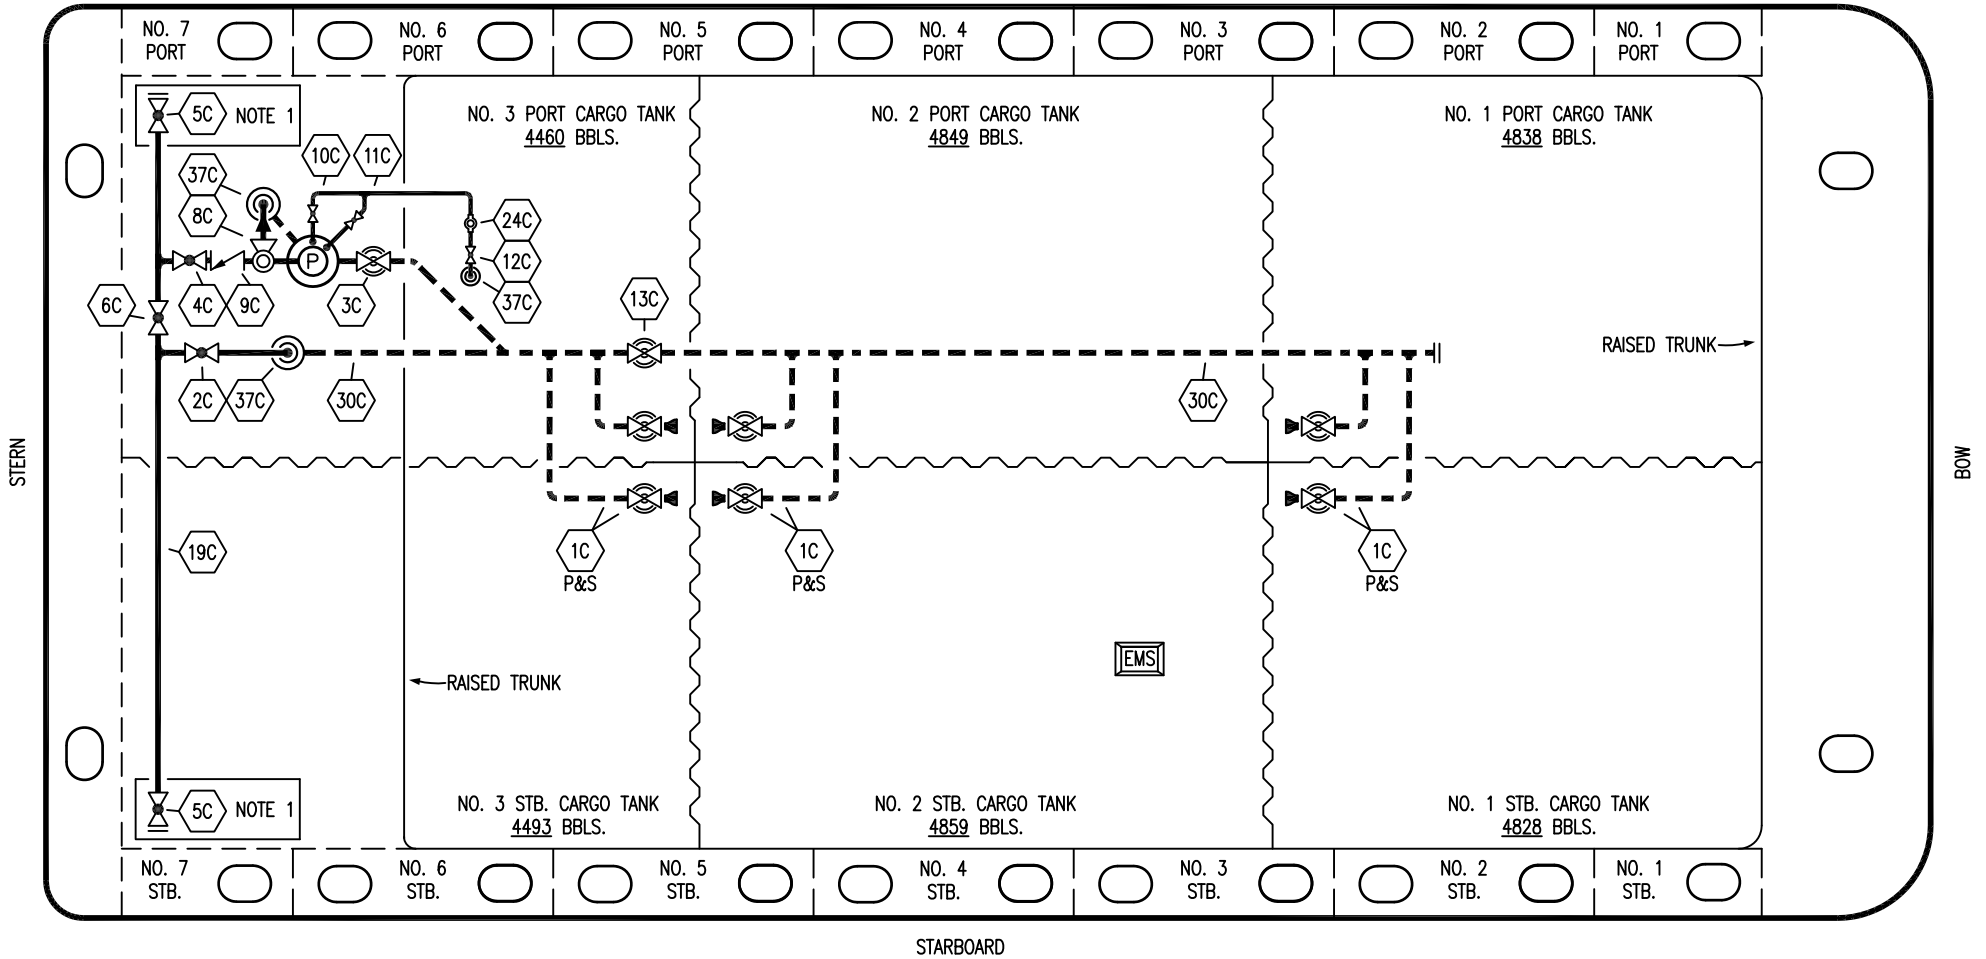 NO. 7
PORT
NO. 6
PORT
NO. 5
PORT
NO. 4
PORT
NO. 3
PORT
NO. 2
PORT
NO. 1
PORT
5C
NOTE 1
NO. 3 PORT CARGO TANK
4460 BBLS.
NO. 2 PORT CARGO TANK
4849 BBLS.
NO. 1 PORT CARGO TANK
4838 BBLS.
10C
11C
37C
8C
24C
12C
37C
P
6C
4C
9C
3C
13C
RAISED TRUNK
2C
37C
30C
30C
STERN
BOW
19C
1C
P&S
1C
P&S
1C
P&S
EMS
RAISED TRUNK
5C
NOTE 1
NO. 3 STB. CARGO TANK
4493 BBLS.
NO. 2 STB. CARGO TANK
4859 BBLS.
NO. 1 STB. CARGO TANK
4828 BBLS.
NO. 7
STB.
NO. 6
STB.
NO. 5
STB.
NO. 4
STB.
NO. 3
STB.
NO. 2
STB.
NO. 1
STB.
STARBOARD